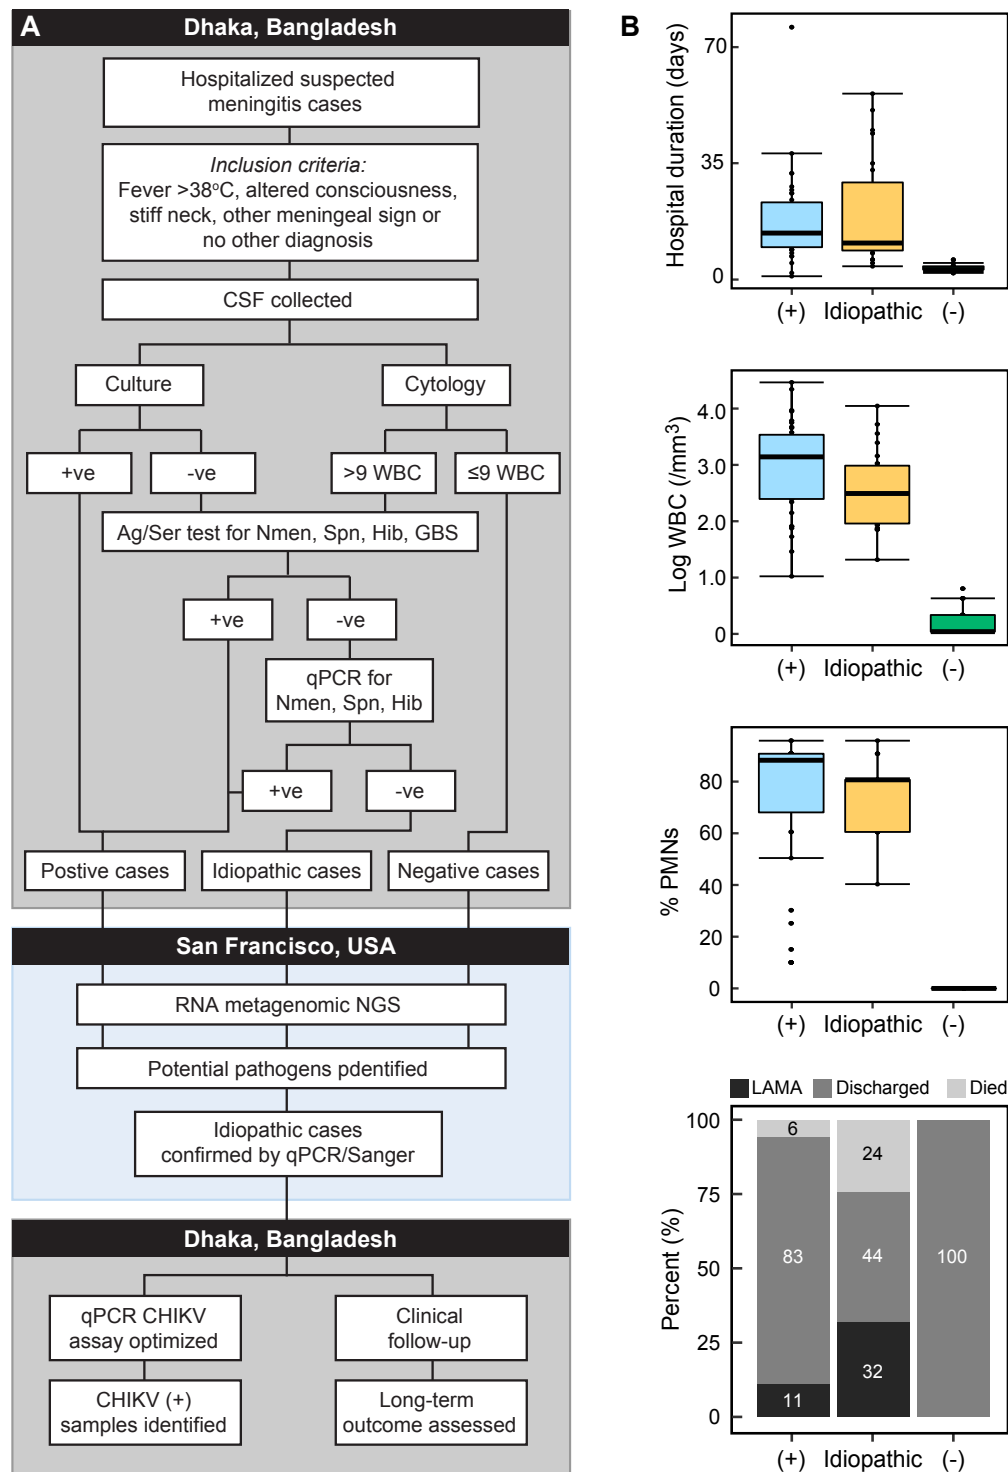 A
Dhaka, Bangladesh
Hospitalized suspected
meningitis cases
Inclusion criteria:
Fever >38°C, altered consciousness,
stiff neck, other meningeal sign or
no other diagnosis
CSF collected
Culture
Cytology
+ve
-ve
>9 WBC
≤9 WBC
Ag/Ser test for Nmen, Spn, Hib, GBS
+ve
-ve
qPCR for
Nmen, Spn, Hib
+ve
-ve
Postive cases
Idiopathic cases
Negative cases
San Francisco, USA
RNA metagenomic NGS
Potential pathogens pdentified
Idiopathic cases
confirmed by qPCR/Sanger
Dhaka, Bangladesh
qPCR CHIKV
assay optimized
Clinical
follow-up
CHIKV (+)
samples identified
Long-term
outcome assessed
B
Hospital duration (days)
70
35
0
(+) Idiopathic (-)
Log WBC (/mm³)
4.0
3.0
2.0
1.0
0
(+) Idiopathic (-)
% PMNs
80
60
40
20
0
(+) Idiopathic (-)
LAMA Discharged Died
Percent (%)
100
75
50
25
0
6
83
11
24
44
32
100
(+) Idiopathic (-)